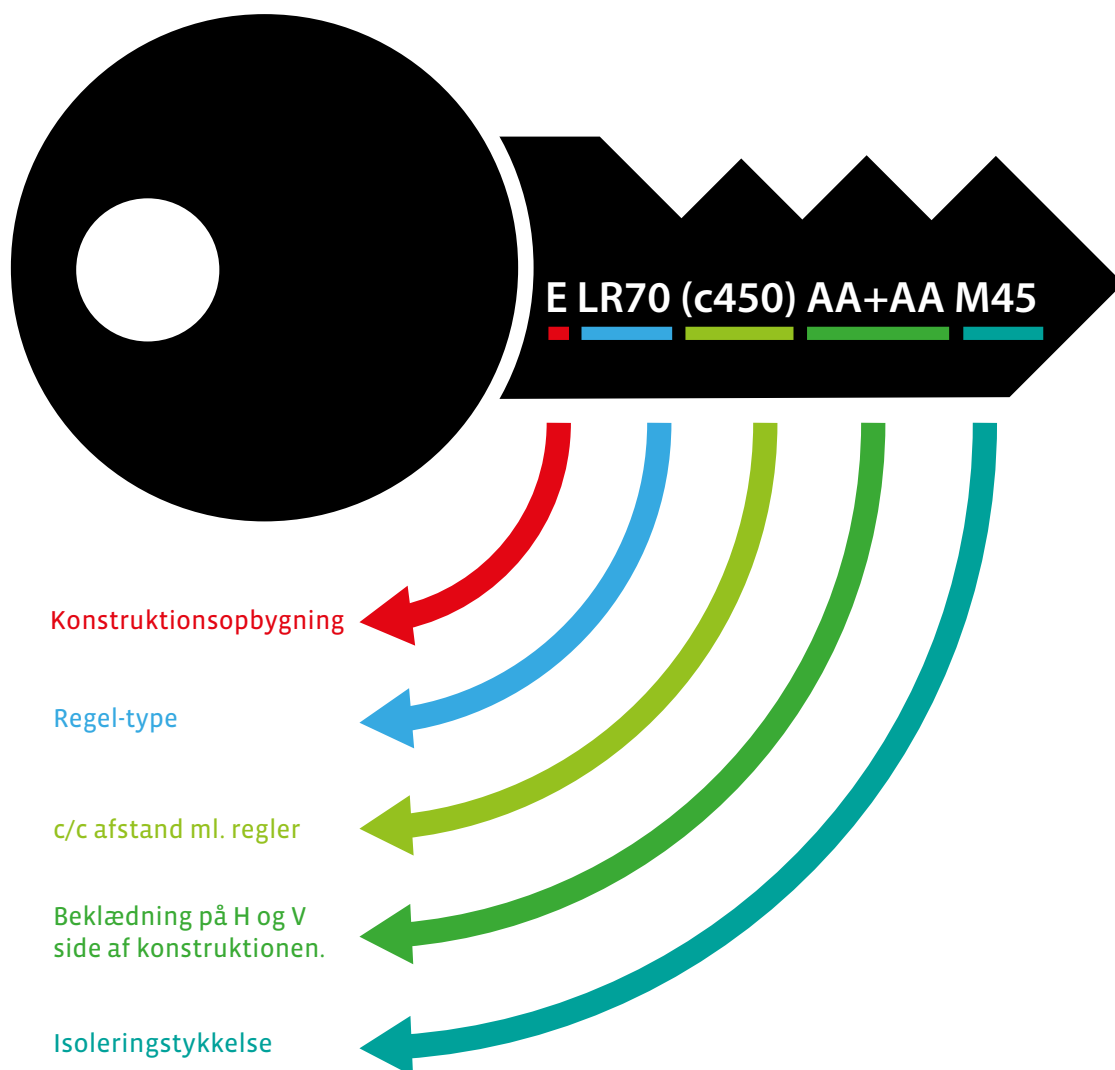 E LR70 (c450) AA+AA M45
Konstruktionsopbygning
Regel-type
c/c afstand ml. regler
Beklædning på H og V
side af konstruktionen.
Isoleringstykkelse